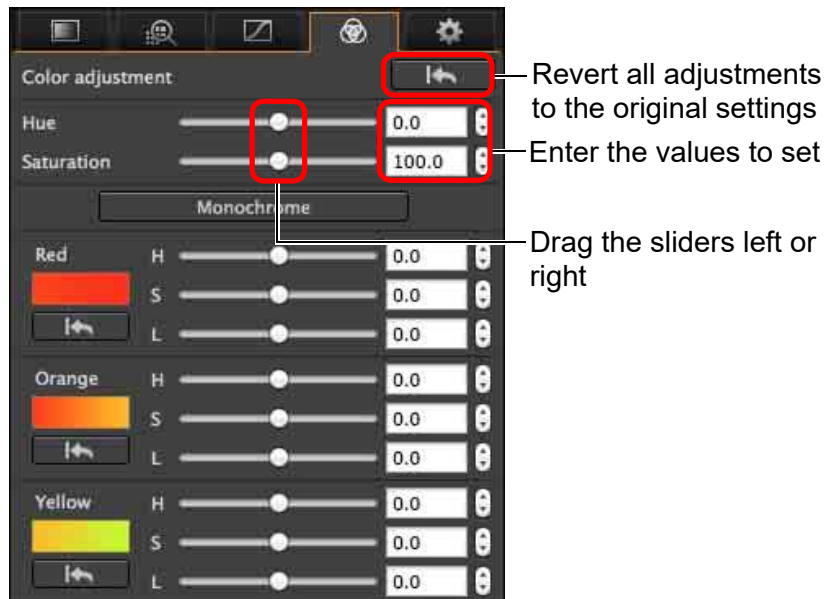 Color adjustment
Revert all adjustments
to the original settings
Hue 0.0
Enter the values to set
Saturation 100.0
Monochrome
Drag the sliders left or
right
Red H 0.0
S 0.0
L 0.0
Orange H 0.0
S 0.0
L 0.0
Yellow H 0.0
S 0.0
L 0.0